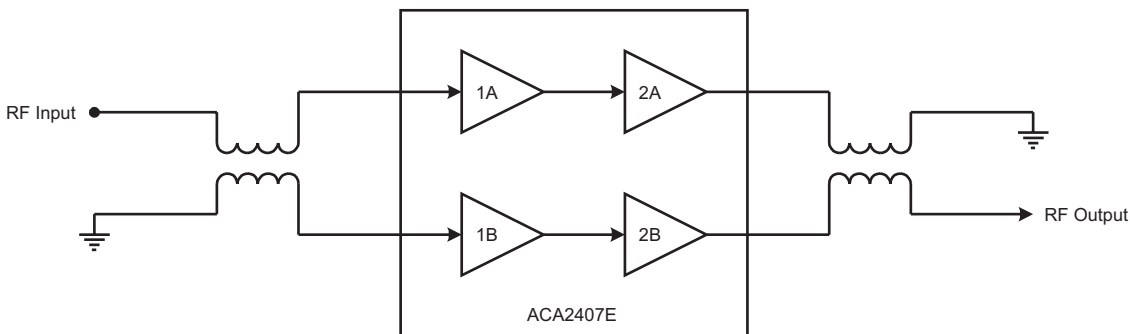 1A
2A
RF Input
RF Output
1B
2B
ACA2407E